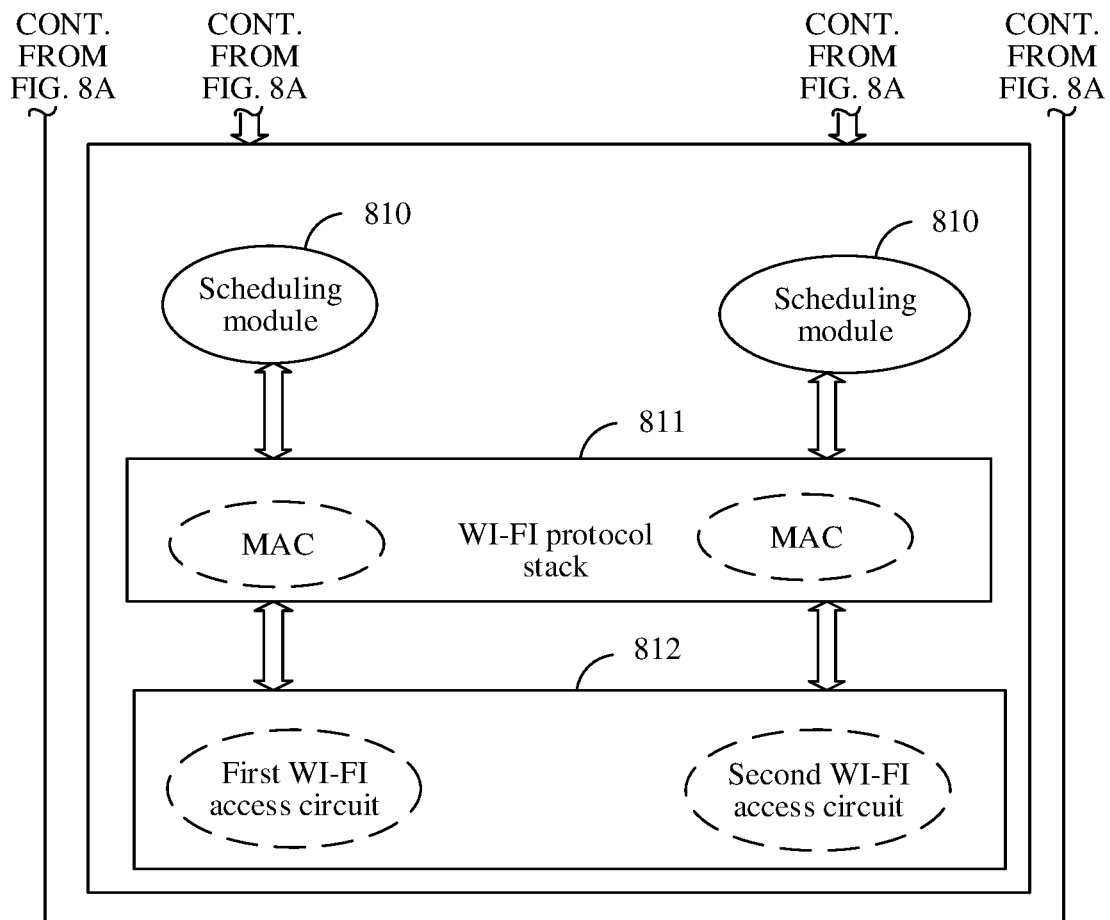 CONT.
FROM
FIG. 8A
CONT.
FROM
FIG. 8A
CONT.
FROM
FIG. 8A
CONT.
FROM
FIG. 8A
810
Scheduling
module
810
Scheduling
module
811
MAC
WI-FI protocol
stack
MAC
812
First WI-FI
access circuit
Second WI-FI
access circuit